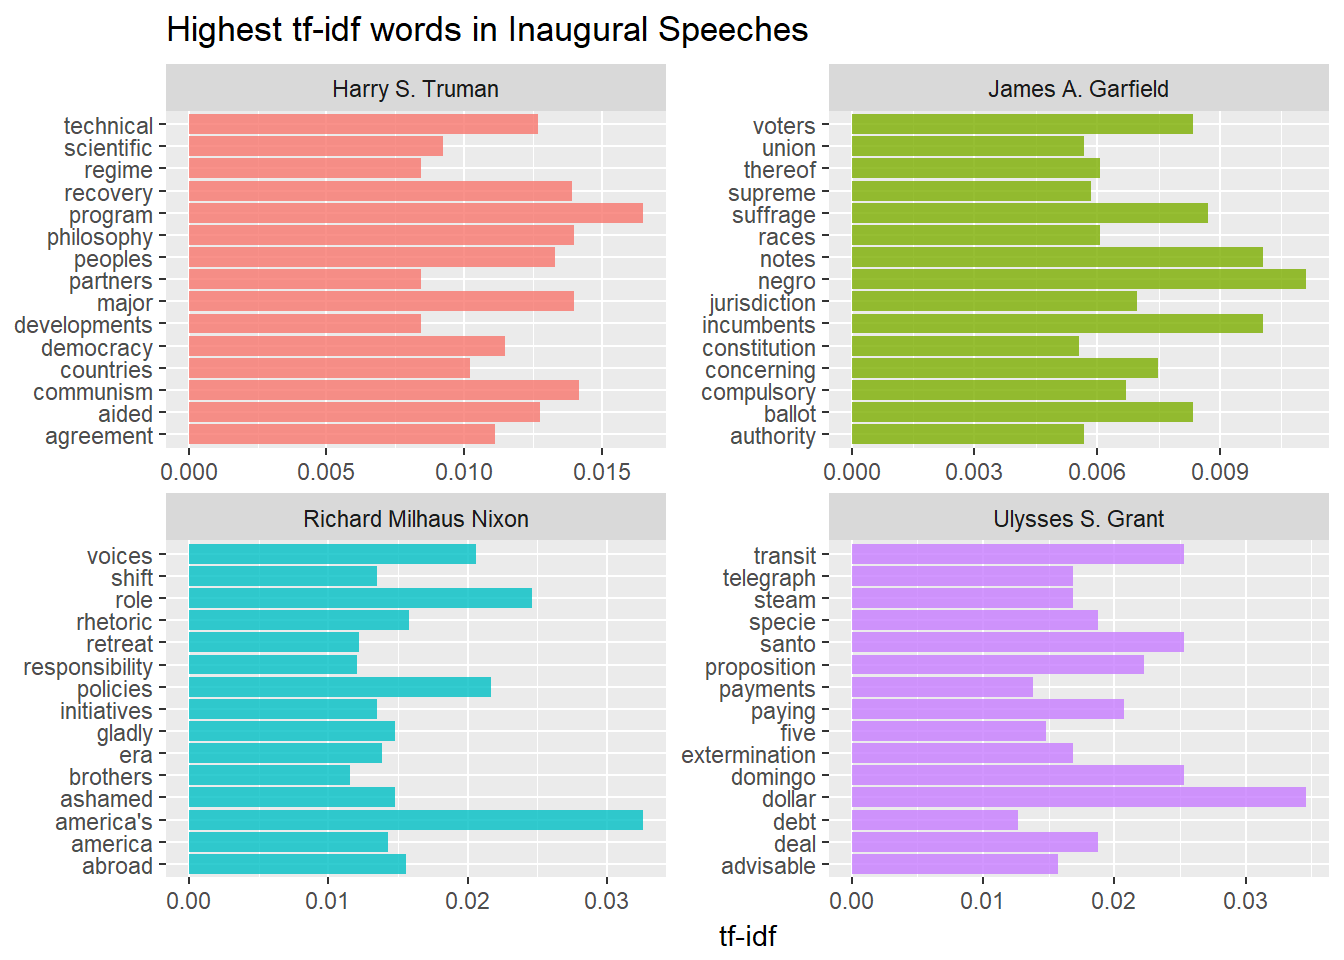 Highest tf-idf words in Inaugural Speeches
Harry S. Truman
technical
scientific
regime
recovery
program
philosophy
peoples
partners
major
developments
democracy
countries
communism
aided
agreement
0.000 0.005 0.010 0.015
James A. Garfield
voters
union
thereof
supreme
suffrage
races
notes
negro
jurisdiction
incumbents
constitution
concerning
compulsory
ballot
authority
0.000 0.003 0.006 0.009
Richard Milhaus Nixon
voices
shift
role
rhetoric
retreat
responsibility
policies
initiatives
gladly
era
brothers
ashamed
america's
america
abroad
0.00 0.01 0.02 0.03
Ulysses S. Grant
transit
telegraph
steam
specie
santo
proposition
payments
paying
five
extermination
domingo
dollar
debt
deal
advisable
0.00 0.01 0.02 0.03
tf-idf